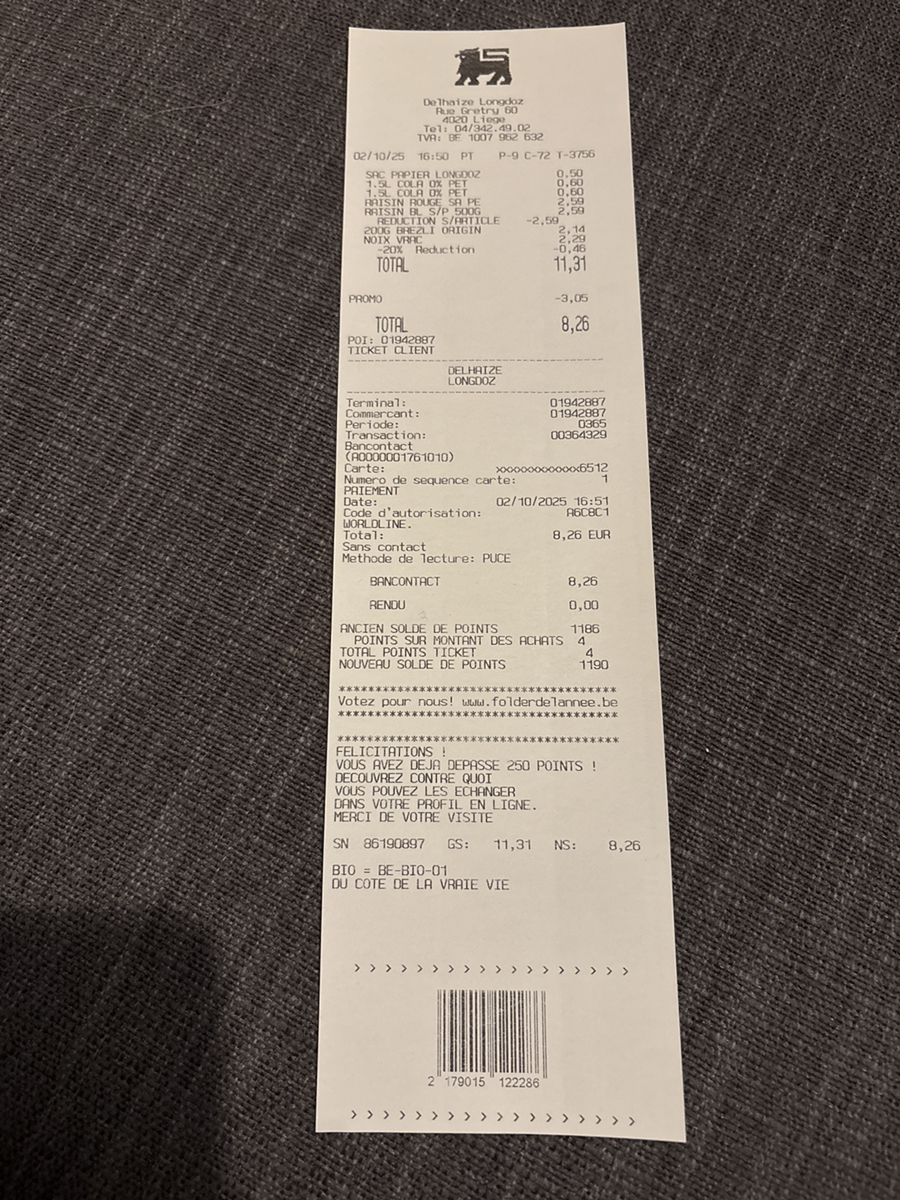 Delhaize Longdoz
Rue Gretry 60
4020 Liege
Tel: 04/342.49.02
TVA: BE 1007 962 632
02/10/25 16:50 PT P-9 C-72 T-3756
SAC PAPIER LONGDOZ 0,50
1.5L COLA 0% PET 0,60
1.5L COLA 0% PET 0,60
RAISIN ROUGE SA PE 2,59
RAISIN BL S/P 500G 2,59
REDUCTION S/ARTICLE -2,59
200G BREZLI ORIGIN 2,14
NOIX VRAC 2,29
-20% Reduction -0,46
TOTAL 11,31
PROMO -3,05
TOTAL 8,26
POI: 01942887
TICKET CLIENT
DELHAIZE
LONGDOZ
Terminal: 01942887
Commercant: 01942887
Periode: 0365
Transaction: 00364329
Bancontact
(A0000001761010)
Carte: xxxxxxxxxxxx6512
Numero de sequence carte: 1
PAIEMENT
Date: 02/10/2025 16:51
Code d'autorisation: A6C8C1
WORLDLINE.
Total: 8,26 EUR
Sans contact
Methode de lecture: PUCE
BANCONTACT 8,26
RENDU 0,00
ANCIEN SOLDE DE POINTS 1186
POINTS SUR MONTANT DES ACHATS 4
TOTAL POINTS TICKET 4
NOUVEAU SOLDE DE POINTS 1190
**************************************
Votez pour nous! www.folderdelannee.be
**************************************
**************************************
FELICITATIONS !
VOUS AVEZ DEJA DEPASSE 250 POINTS !
DECOUVREZ CONTRE QUOI
VOUS POUVEZ LES ECHANGER
DANS VOTRE PROFIL EN LIGNE.
MERCI DE VOTRE VISITE
SN 86190897 GS: 11,31 NS: 8,26
BIO = BE-BIO-01
DU COTE DE LA VRAIE VIE
> > > > > > > > > > > > > > > > > > >
2 179015 122286
> > > > > > > > > > > > > > > > > > >